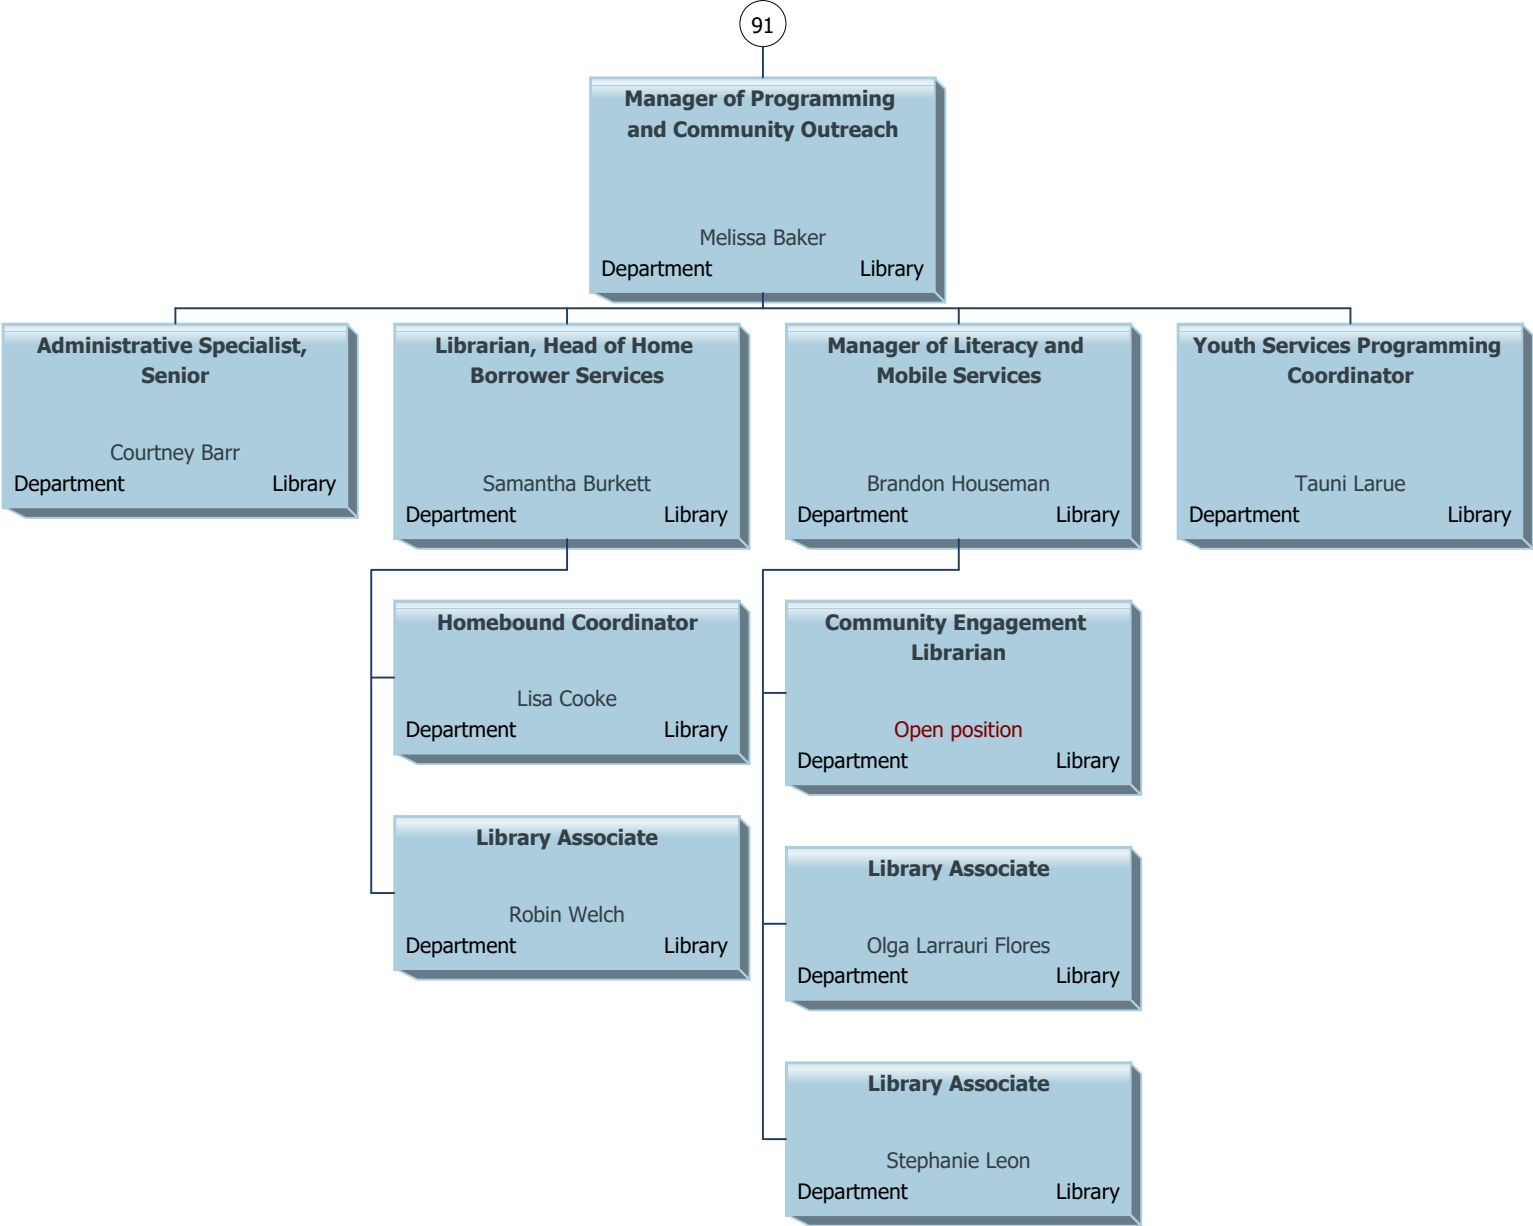 91
Manager of Programming
and Community Outreach
Melissa Baker
Department Library
Administrative Specialist,
Senior
Courtney Barr
Department Library
Librarian, Head of Home
Borrower Services
Samantha Burkett
Department Library
Manager of Literacy and
Mobile Services
Brandon Houseman
Department Library
Youth Services Programming
Coordinator
Tauni Larue
Department Library
Homebound Coordinator
Lisa Cooke
Department Library
Library Associate
Robin Welch
Department Library
Community Engagement
Librarian
Open position
Department Library
Library Associate
Olga Larrauri Flores
Department Library
Library Associate
Stephanie Leon
Department Library